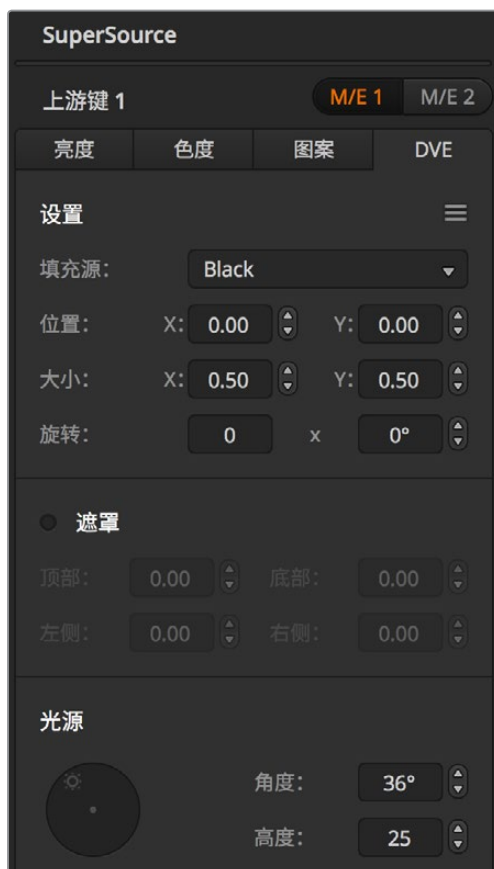 SuperSource
上游键 1 M/E 1 M/E 2
亮度 色度 图案 DVE
设置
填充源： Black
位置： X: 0.00 Y: 0.00
大小： X: 0.50 Y: 0.50
旋转： 0 x 0°
遮罩
顶部： 0.00 底部： 0.00
左侧： 0.00 右侧： 0.00
光源
角度： 36°
高度： 25